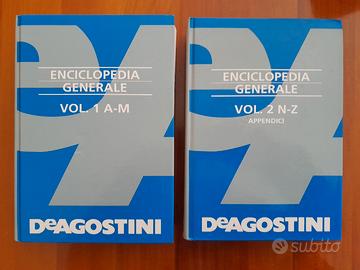 ENCICLOPEDIA
GENERALE
VOL. 1 A-M
DeAGOSTINI
ENCICLOPEDIA
GENERALE
VOL. 2 N-Z
APPENDICI
DeAGOSTINI
subito